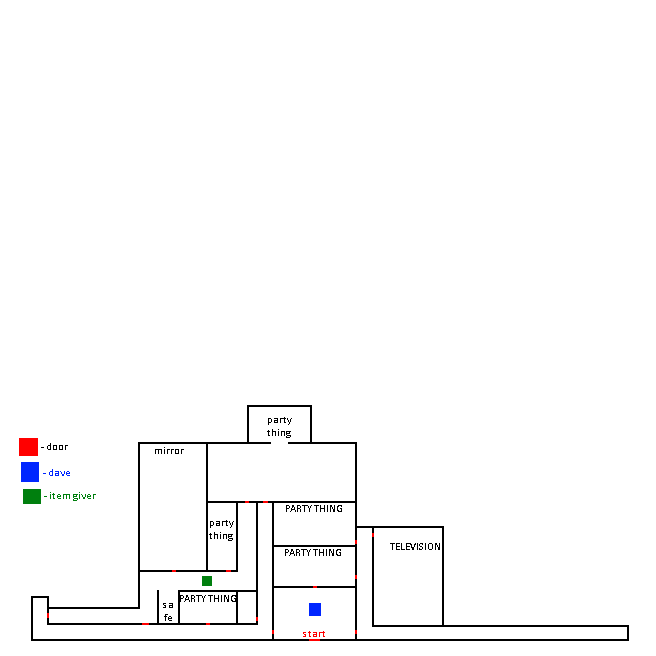 party
thing
- door
mirror
- dave
- item giver
PARTY THING
party
thing
TELEVISION
PARTY THING
PARTY THING
sa
fe
start